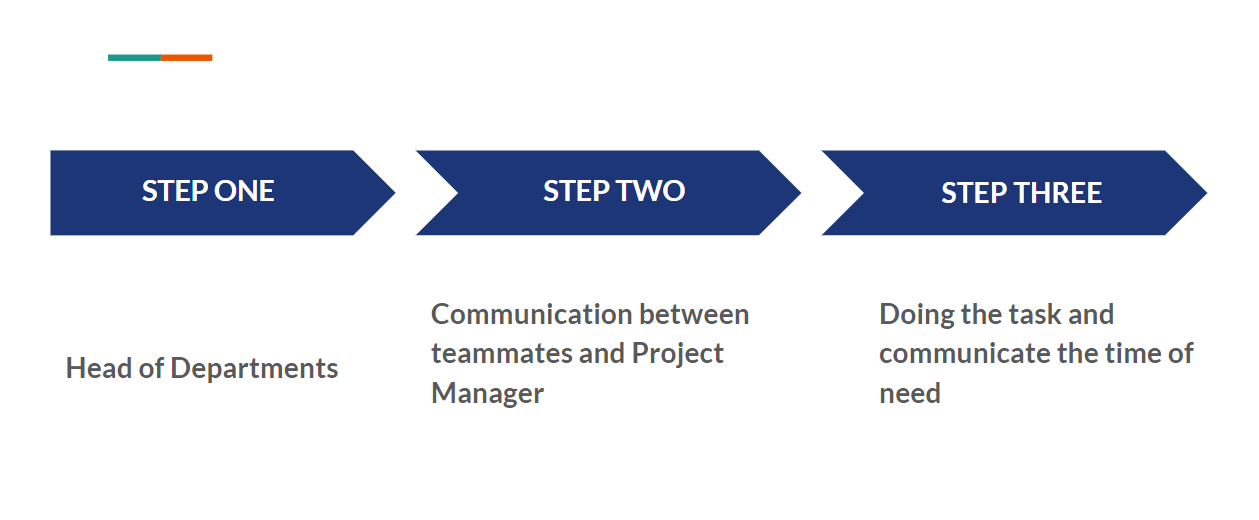 STEP ONE
STEP TWO
STEP THREE
Head of Departments
Communication between
teammates and Project
Manager
Doing the task and
communicate the time of
need